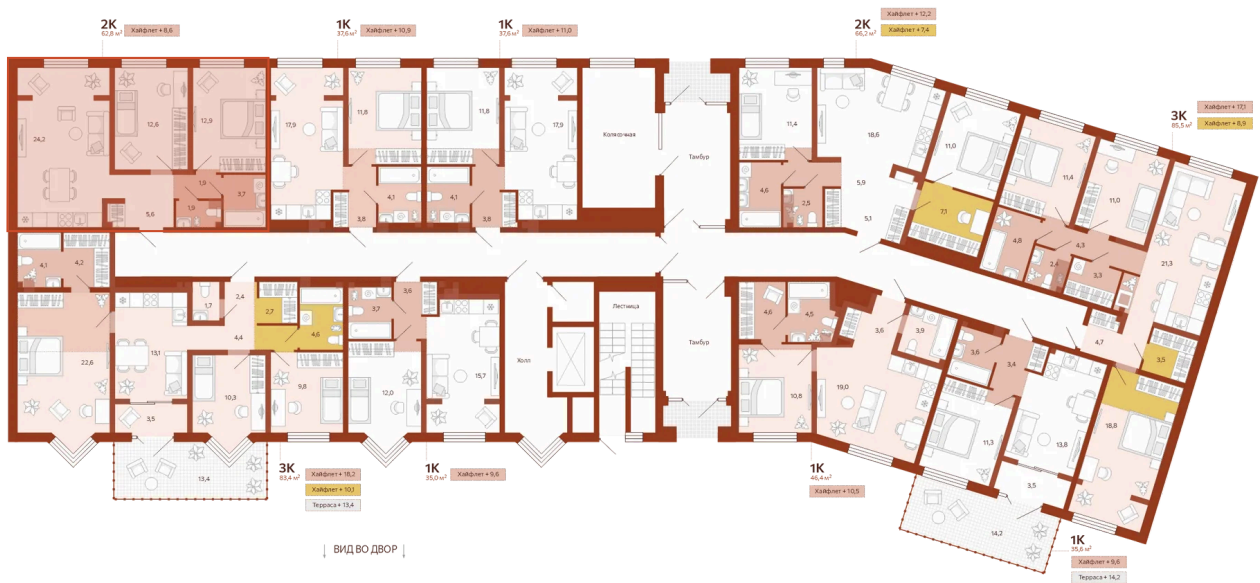 2К
62,8 м²
Хайфлет + 8,6
1К
37,6 м²
Хайфлет + 10,9
1К
37,6 м²
Хайфлет + 11,0
2К
66,2 м²
Хайфлет + 12,2
Хайфлет + 7,4
3К
85,5 м²
Хайфлет + 17,1
Хайфлет + 8,9
24,2
12,6
12,9
1,9
3,7
1,9
5,6
17,9
11,8
4,1
3,8
11,8
4,1
3,8
17,9
Колясочная
Тамбур
11,4
18,6
4,6
2,5
5,9
5,1
11,0
7,1
11,4
11,0
4,8
4,3
2,4
3,3
21,3
4,1
4,2
22,6
13,1
3,5
1,7
2,4
4,4
2,7
4,6
10,3
9,8
13,4
3,7
3,6
12,0
15,7
Холл
Лестница
Тамбур
4,6
4,5
10,8
19,0
3,6
3,9
3,6
3,4
11,3
13,8
3,5
14,2
4,7
3,5
18,8
3К
83,4 м²
Хайфлет + 18,2
Хайфлет + 10,1
Терраса + 13,4
1К
35,0 м²
Хайфлет + 9,6
1К
46,4 м²
Хайфлет + 10,5
1К
35,6 м²
Хайфлет + 9,6
Терраса + 14,2
↓ ВИД ВО ДВОР ↓